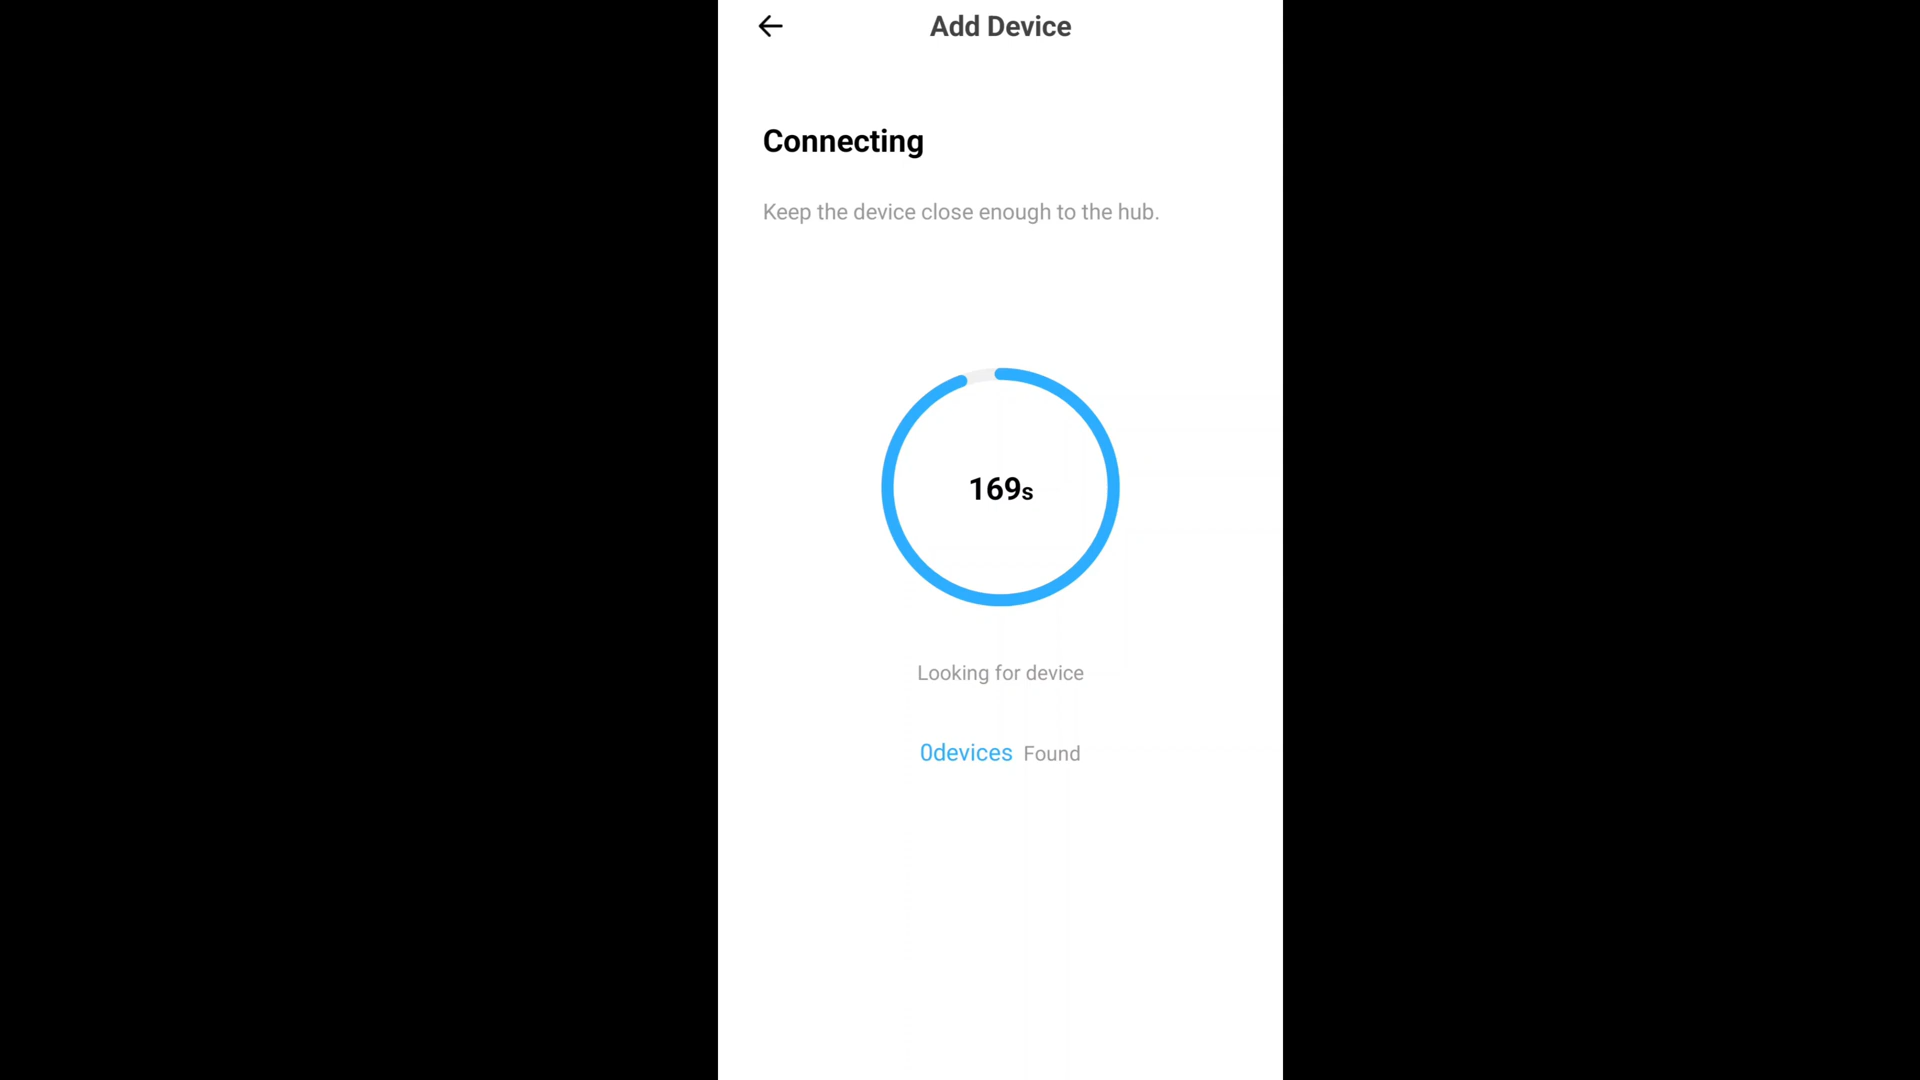 Add Device
Connecting
Keep the device close enough to the hub.
169s
Looking for device
0devices Found